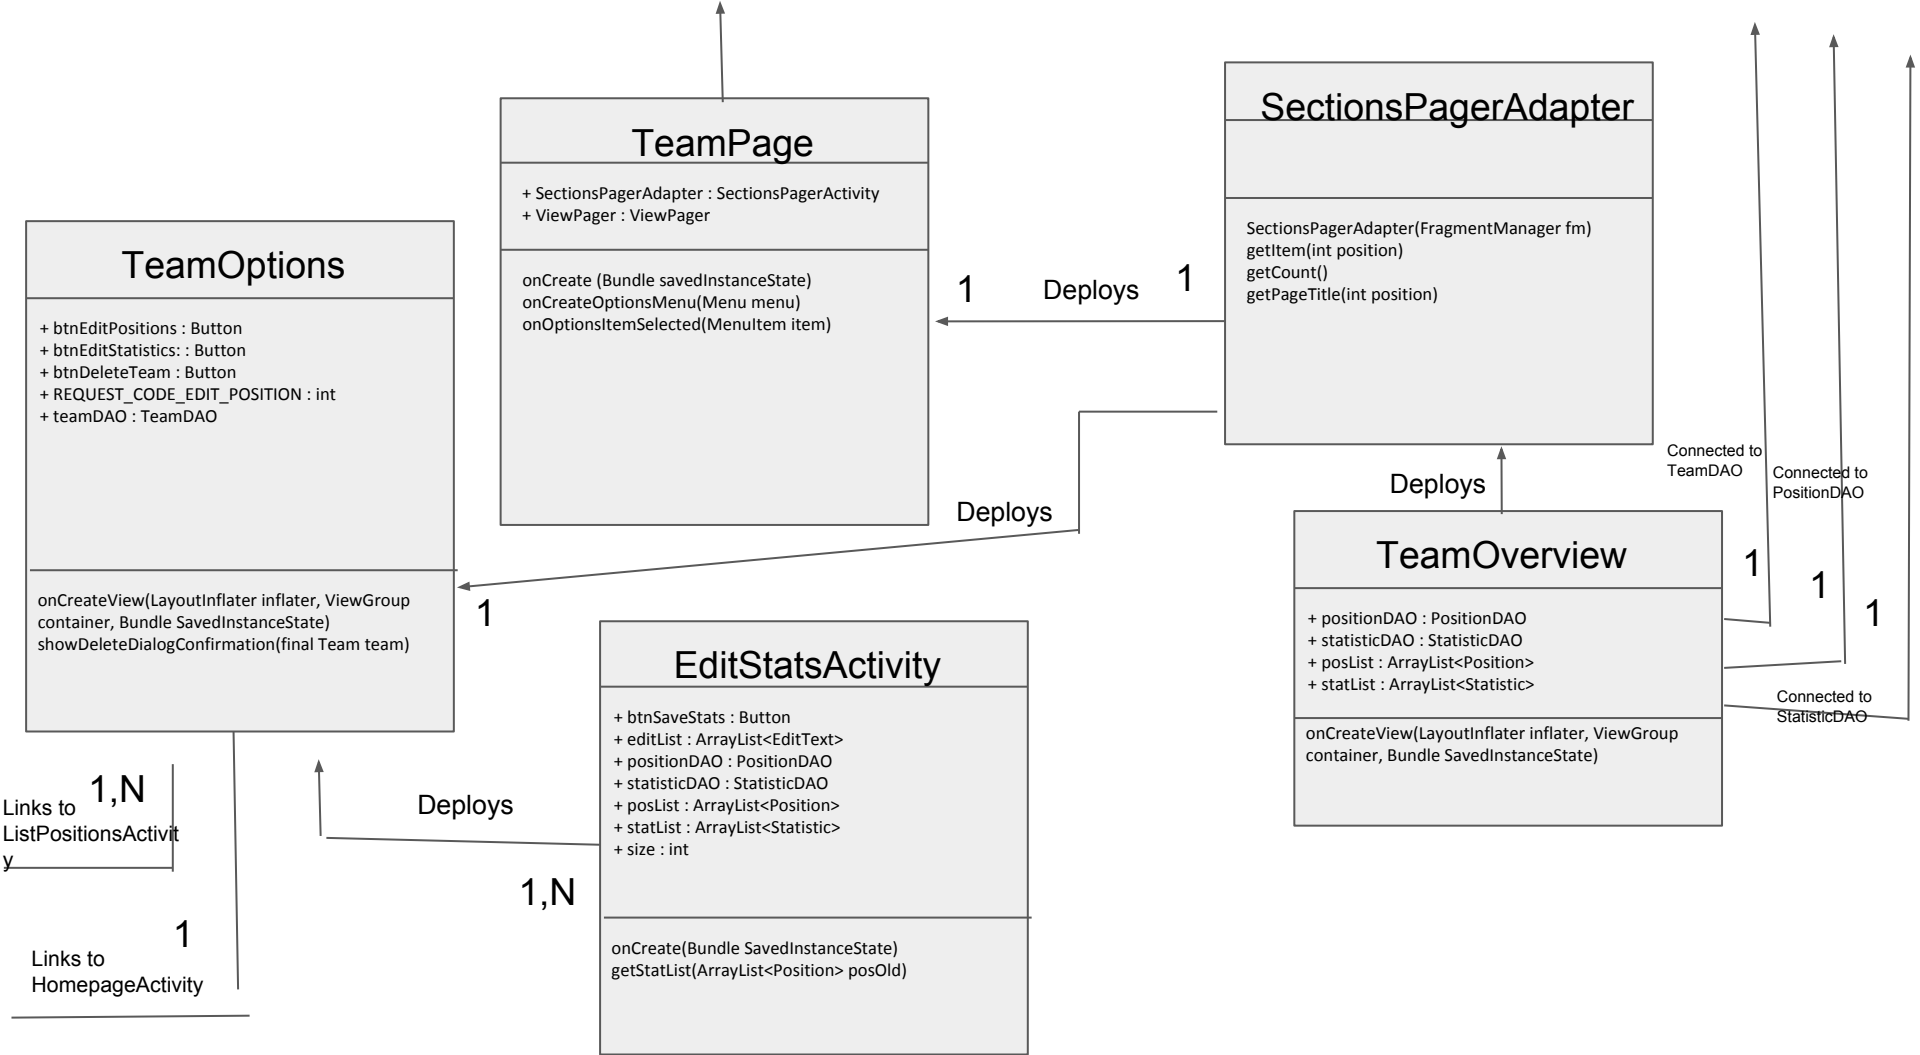 TeamPage
+ SectionsPagerAdapter : SectionsPagerActivity
+ ViewPager : ViewPager
onCreate (Bundle savedInstanceState)
onCreateOptionsMenu(Menu menu)
onOptionsItemSelected(MenuItem item)
SectionsPagerAdapter
SectionsPagerAdapter(FragmentManager fm)
getItem(int position)
getCount()
getPageTitle(int position)
1
Deploys
1
TeamOptions
+ btnEditPositions : Button
+ btnEditStatistics: : Button
+ btnDeleteTeam : Button
+ REQUEST_CODE_EDIT_POSITION : int
+ teamDAO : TeamDAO
onCreateView(LayoutInflater inflater, ViewGroup
container, Bundle SavedInstanceState)
showDeleteDialogConfirmation(final Team team)
Deploys
1
Deploys
Connected to
TeamDAO
Connected to
PositionDAO
TeamOverview
+ positionDAO : PositionDAO
+ statisticDAO : StatisticDAO
+ posList : ArrayList<Position>
+ statList : ArrayList<Statistic>
onCreateView(LayoutInflater inflater, ViewGroup
container, Bundle SavedInstanceState)
1
1
1
Connected to
StatisticDAO
EditStatsActivity
+ btnSaveStats : Button
+ editList : ArrayList<EditText>
+ positionDAO : PositionDAO
+ statisticDAO : StatisticDAO
+ posList : ArrayList<Position>
+ statList : ArrayList<Statistic>
+ size : int
onCreate(Bundle SavedInstanceState)
getStatList(ArrayList<Position> posOld)
Deploys
1,N
1,N
Links to
ListPositionsActivit
y
1
Links to
HomepageActivity